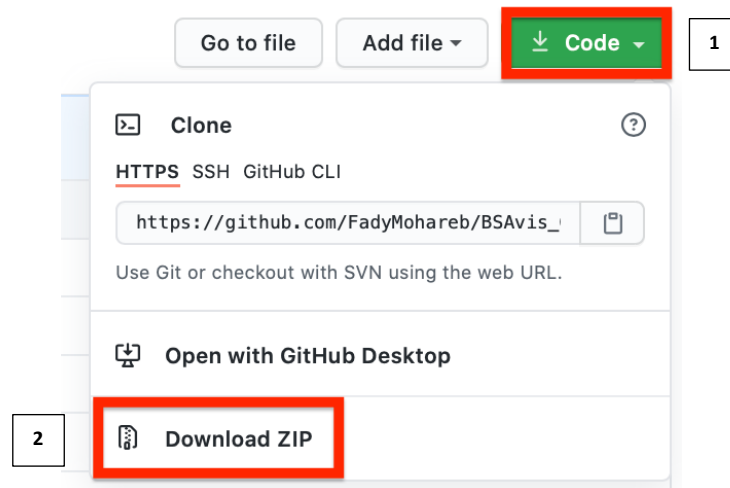 Go to file Add file Code 1
Clone
HTTPS SSH GitHub CLI
https://github.com/FadyMohareb/BSAvis_
Use Git or checkout with SVN using the web URL.
Open with GitHub Desktop
2 Download ZIP